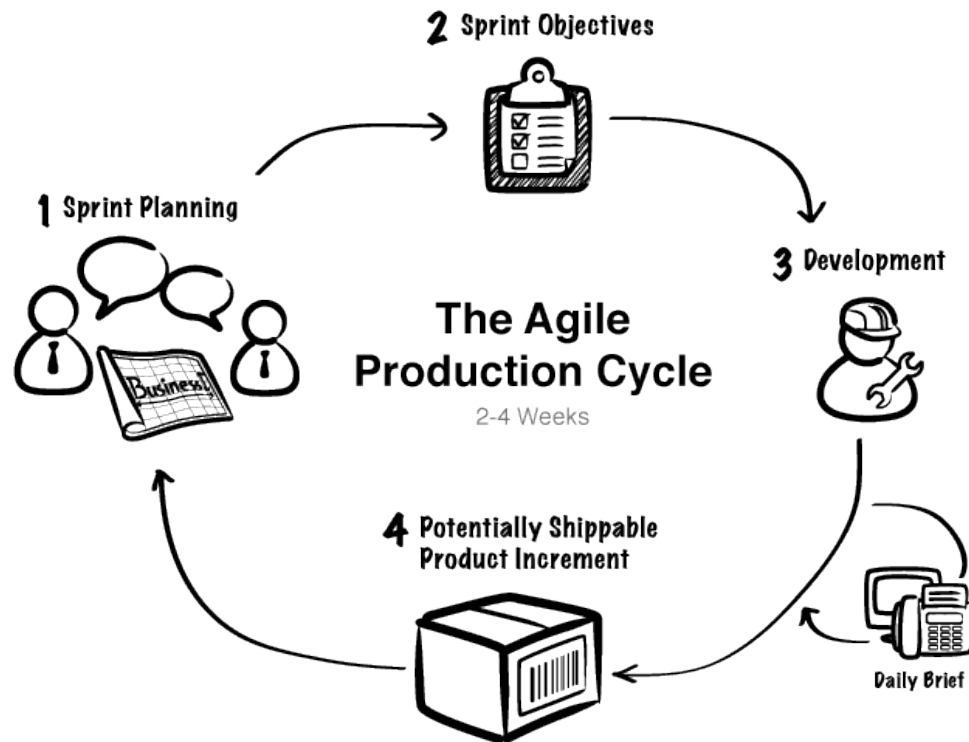 2 Sprint Objectives
1 Sprint Planning
3 Development
Business
The Agile
Production Cycle
2-4 Weeks
4 Potentially Shippable
Product Increment
Daily Brief